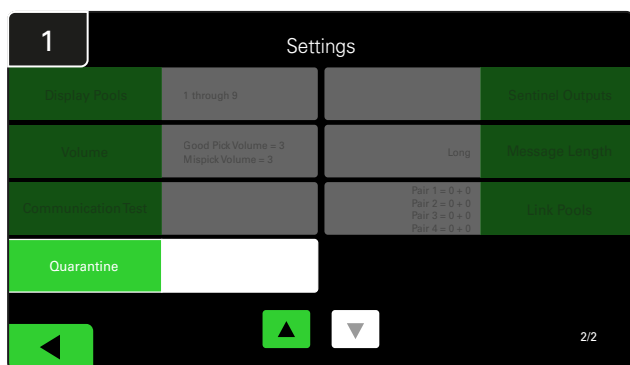 1
Settings
Display Pools
1 through 9
Sentinel Outputs
Volume
Good Pick Volume = 3
Mispick Volume = 3
Long
Message Length
Communication Test
Pair 1 = 0 + 0
Pair 2 = 0 + 0
Pair 3 = 0 + 0
Pair 4 = 0 + 0
Link Pools
Quarantine
2/2